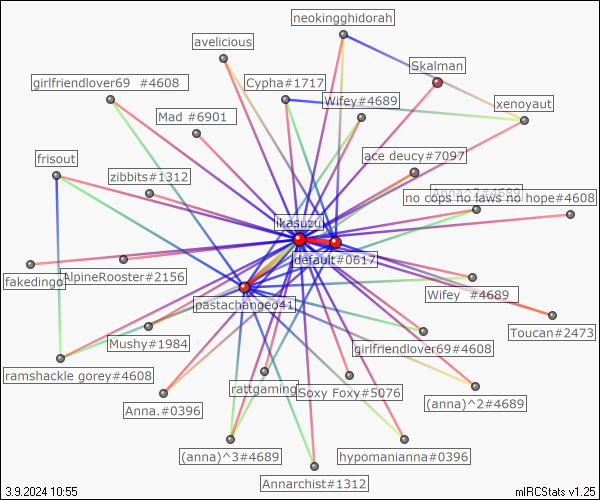 neokingghidorah
avelicious
Skalman
girlfriendlover69 #4608
Cypha#1717
Wifey#4689
xenoyaut
Mad #6901
ace deucy#7097
frisout
zibbits#1312
Anna^2#4689
no cops no laws no hope#4608
ikasuzu
default#0617
fakedingo
AlpineRooster#2156
Wifey #4689
pastachangeo41
Toucan#2473
Mushy#1984
girlfriendlover69#4608
ramshackle gorey#4608
rattgaming
Soxy Foxy#5076
Anna.#0396
(anna)^2#4689
(anna)^3#4689
hypomanianna#0396
Annarchist#1312
3.9.2024 10:55
mIRCStats v1.25